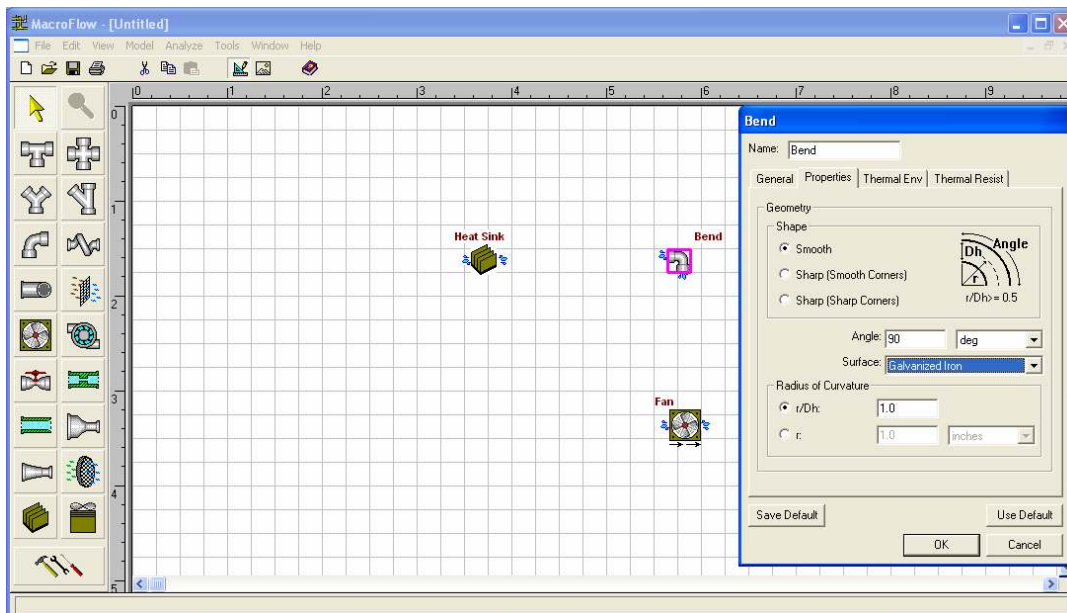 MacroFlow - [Untitled]
File Edit View Model Analyze Tools Window Help
0 1 2 3 4 5 6 7 8 9
0
1
2
3
4
5
Heat Sink
Bend
Fan
Bend
Name: Bend
General Properties Thermal Env Thermal Resist
Geometry
Shape
Smooth
Sharp (Smooth Corners)
Sharp (Sharp Corners)
Dh Angle
r
r/Dh>= 0.5
Angle: 90 deg
Surface: Galvanized Iron
Radius of Curvature
r/Dh: 1.0
r: 1.0 inches
Save Default Use Default
OK Cancel